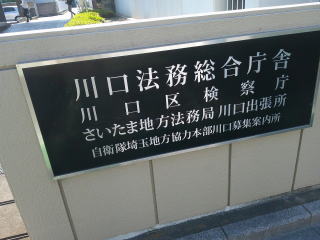 川口法務総合庁舎
川口区検察庁
さいたま地方法務局川口出張所
自衛隊埼玉地方協力本部川口募集案内所